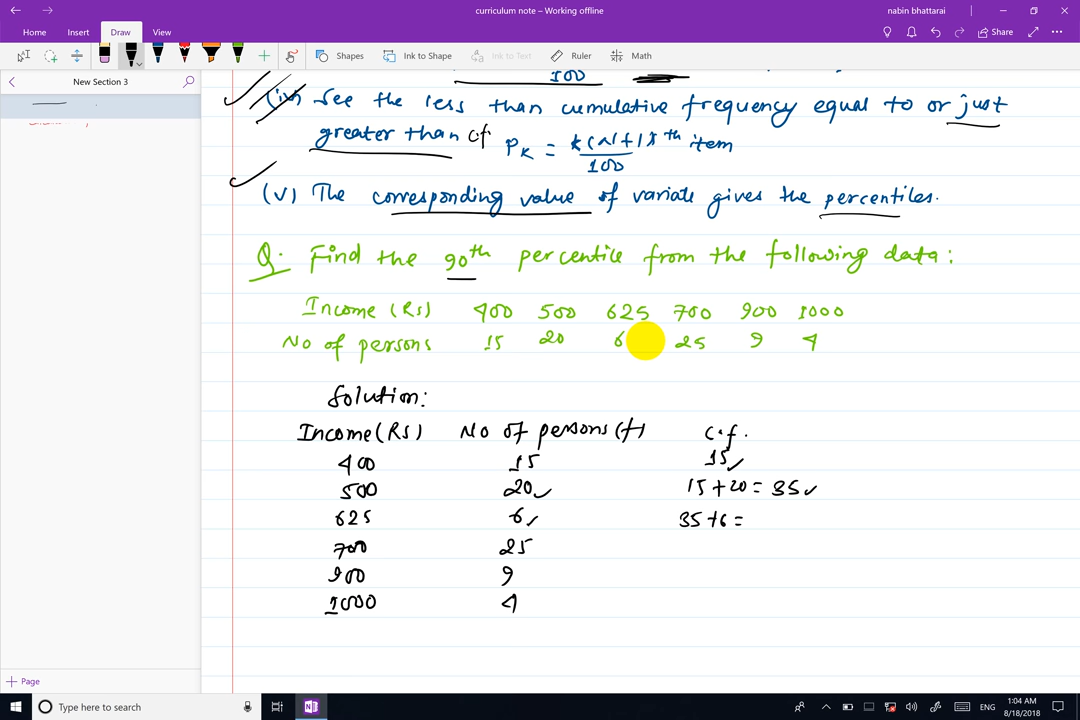 curriculum note – Working offline
nabin bhattarai
Home Insert Draw View
Share
Shapes Ink to Shape Ink to Text Ruler Math
New Section 3
100
(iv) See the less than cumulative frequency equal to or just
greater than cf PK = K(N+1)th item
100
(V) The corresponding value of variate gives the percentiles.
Q. Find the 90th percentile from the following data:
Income (Rs) 400 500 625 700 900 1000
No of persons 15 20 6 25 9 4
Solution:
Income (Rs) No of persons (f) c.f.
400 15 15
500 20 15+20=35
625 6 35+6=
700 25
900 9
1000 4
+ Page
Type here to search
ENG
1:04 AM
8/18/2018